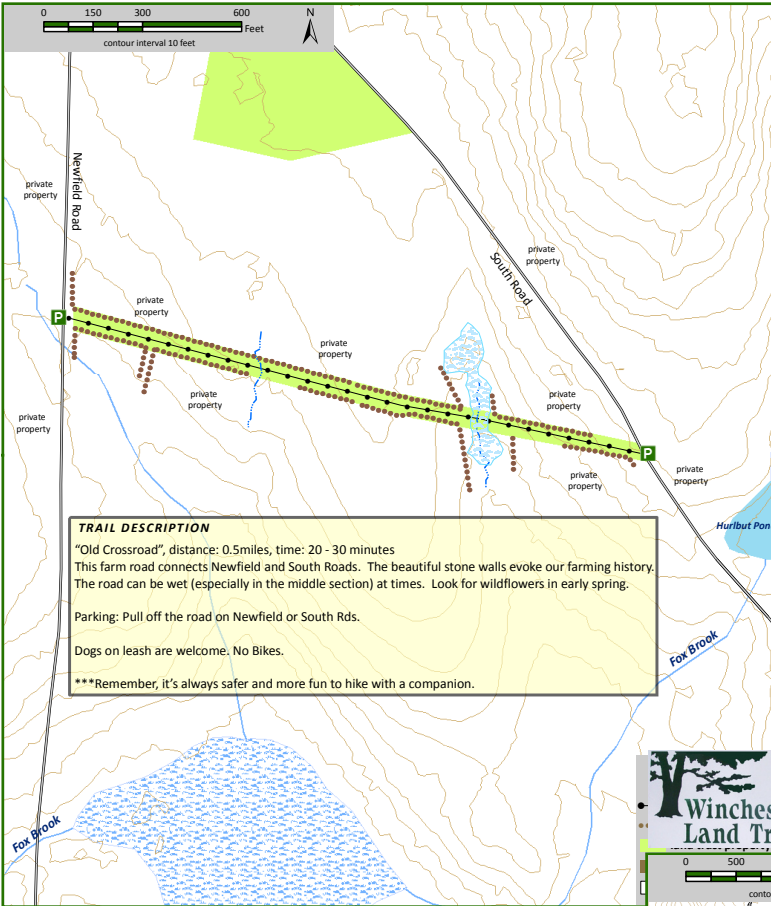 0 150 300 600
Feet
contour interval 10 feet
N
Newfield Road
private
property
private
property
private
property
South Road
private
property
P
private
property
private
property
private
property
private
property
P
private
property
private
property
Hurlbut Pon
TRAIL DESCRIPTION
“Old Crossroad”, distance: 0.5miles, time: 20 - 30 minutes
This farm road connects Newfield and South Roads. The beautiful stone walls evoke our farming history.
The road can be wet (especially in the middle section) at times. Look for wildflowers in early spring.
Parking: Pull off the road on Newfield or South Rds.
Dogs on leash are welcome. No Bikes.
***Remember, it’s always safer and more fun to hike with a companion.
Fox Brook
Fox Brook
Winches
Land Tr
land trust property
0 500
conto